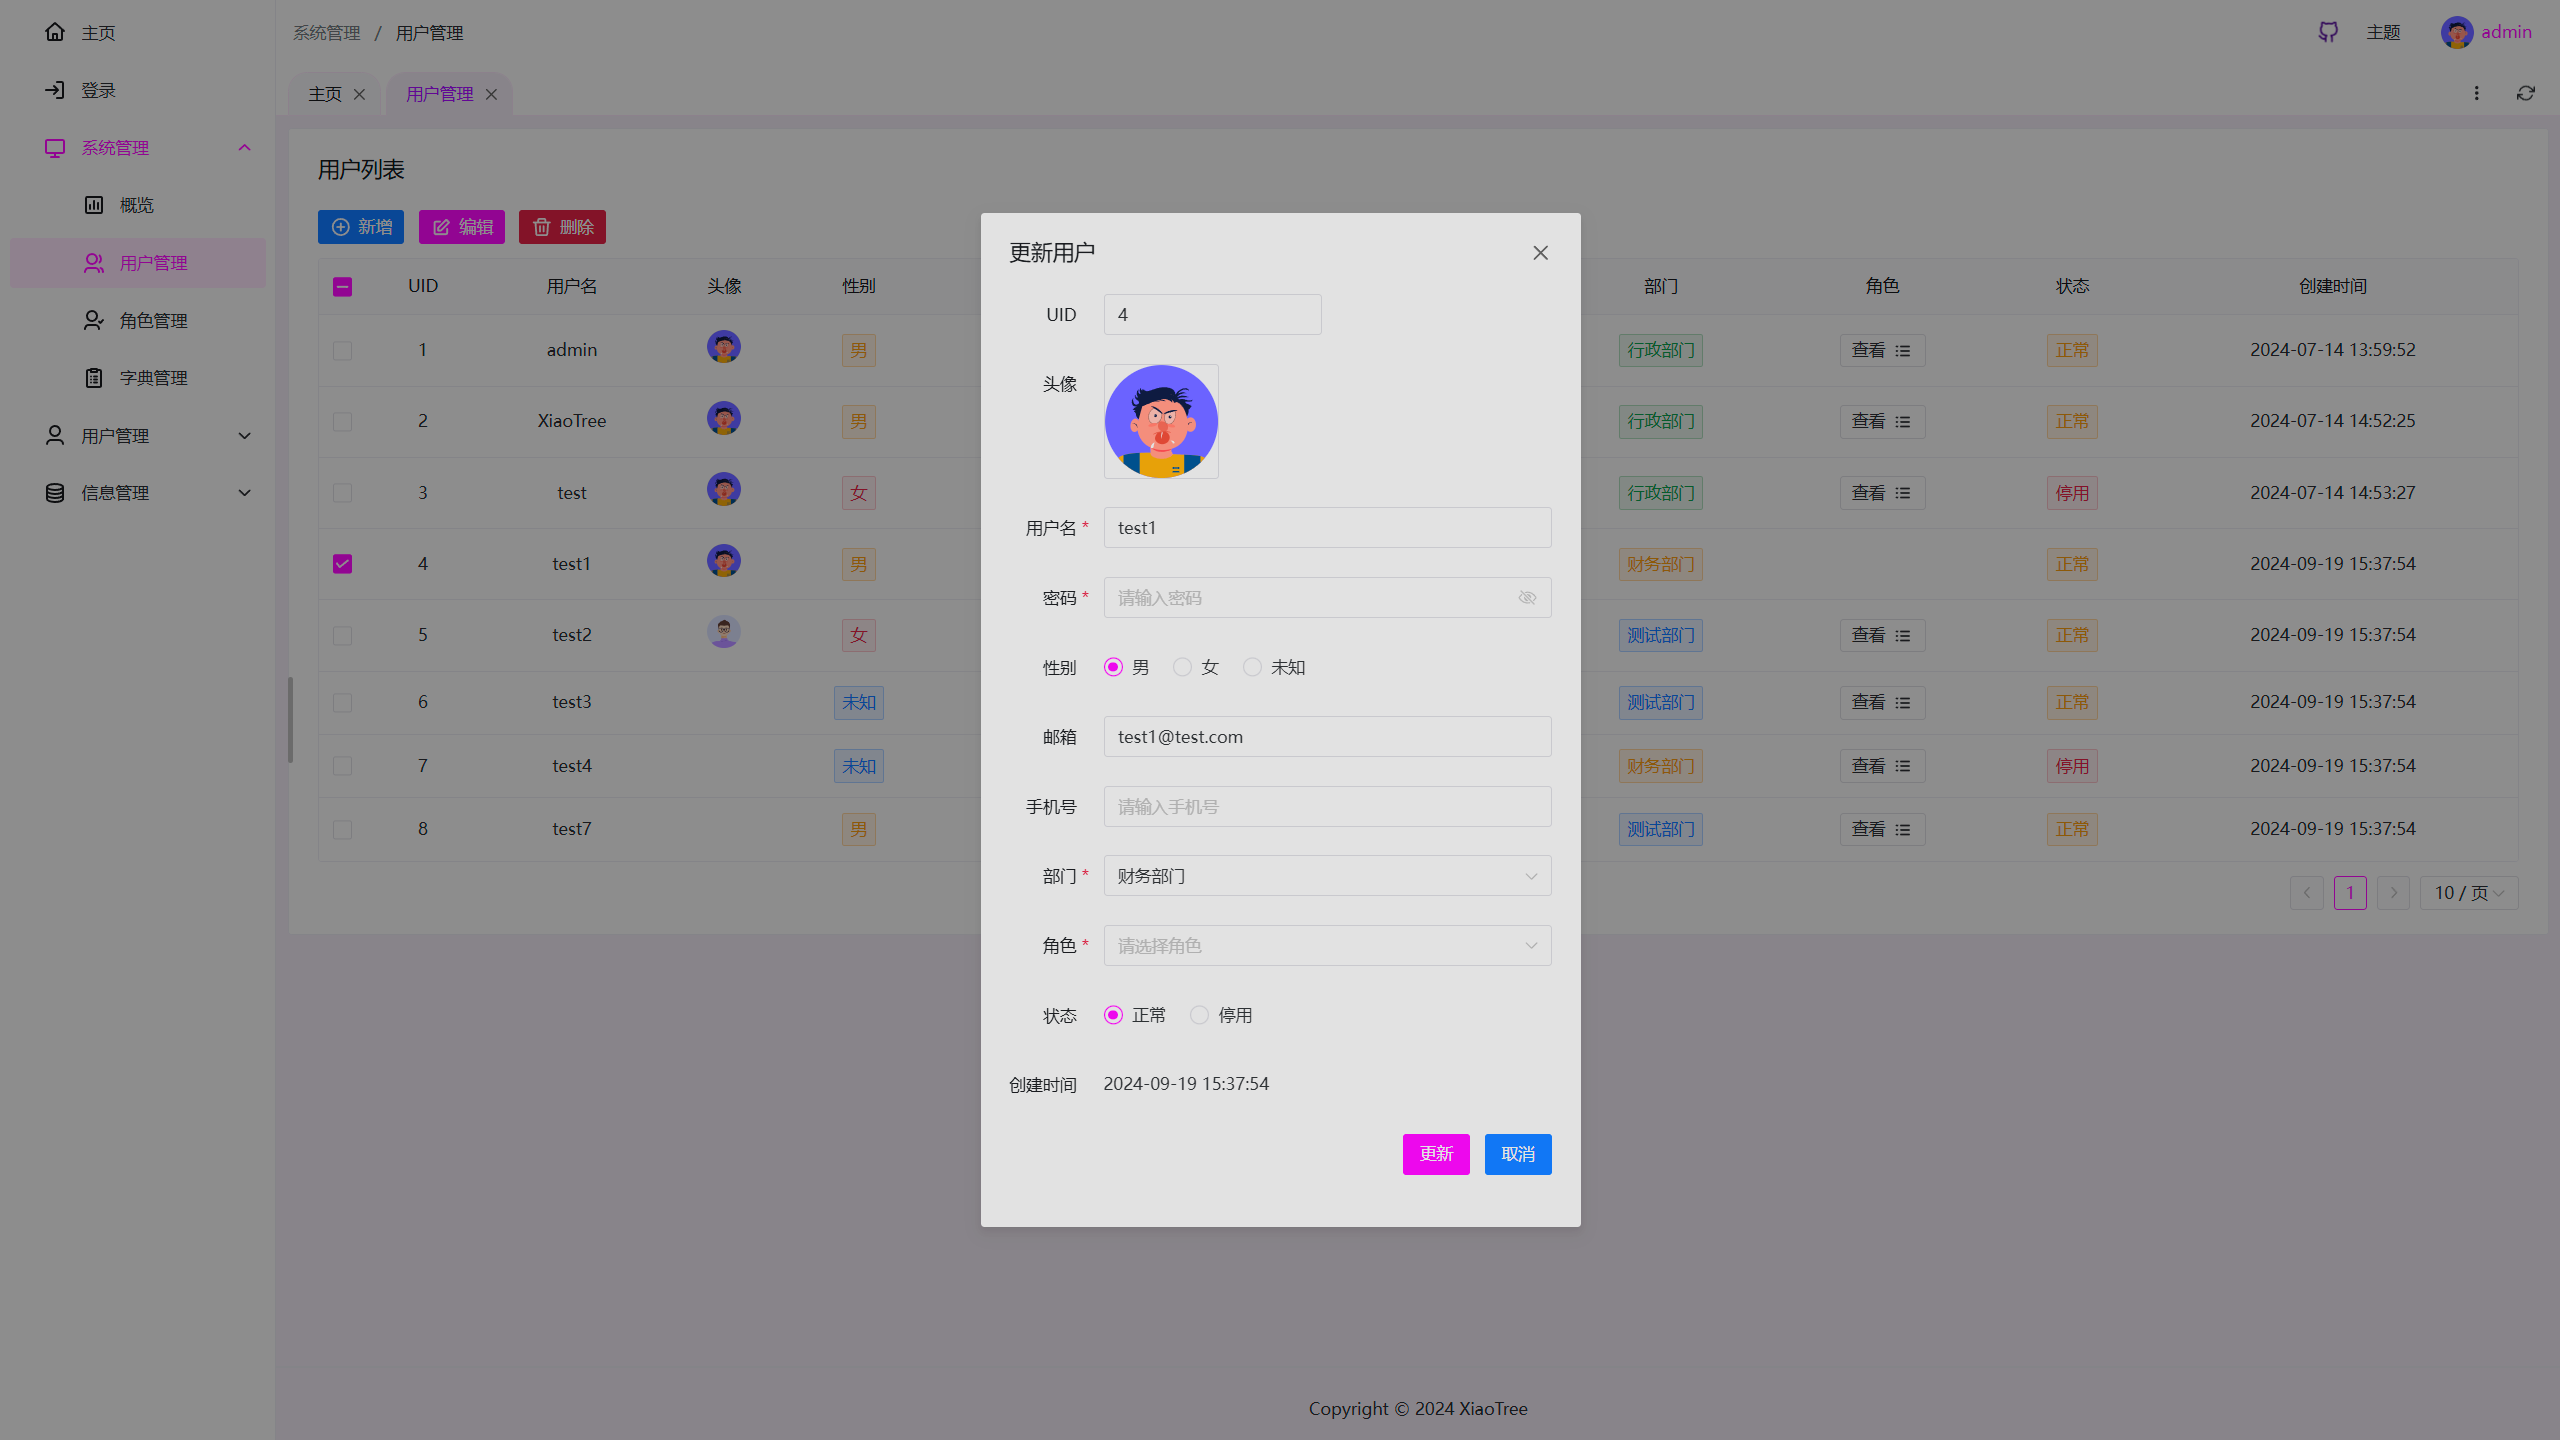 主页
登录
系统管理
概览
用户管理
角色管理
字典管理
用户管理
信息管理
系统管理 / 用户管理
主题 admin
主页 用户管理
用户列表
新增 编辑 删除
UID 用户名 头像 性别 部门 角色 状态 创建时间
1 admin 男 行政部门 查看 正常 2024-07-14 13:59:52
2 XiaoTree 男 行政部门 查看 正常 2024-07-14 14:52:25
3 test 女 行政部门 查看 停用 2024-07-14 14:53:27
4 test1 男 财务部门 正常 2024-09-19 15:37:54
5 test2 女 测试部门 查看 正常 2024-09-19 15:37:54
6 test3 未知 测试部门 查看 正常 2024-09-19 15:37:54
7 test4 未知 财务部门 查看 停用 2024-09-19 15:37:54
8 test7 男 测试部门 查看 正常 2024-09-19 15:37:54
1 10 / 页
更新用户
UID 4
头像
用户名 * test1
密码 * 请输入密码
性别 男 女 未知
邮箱 test1@test.com
手机号 请输入手机号
部门 * 财务部门
角色 * 请选择角色
状态 正常 停用
创建时间 2024-09-19 15:37:54
更新 取消
Copyright © 2024 XiaoTree